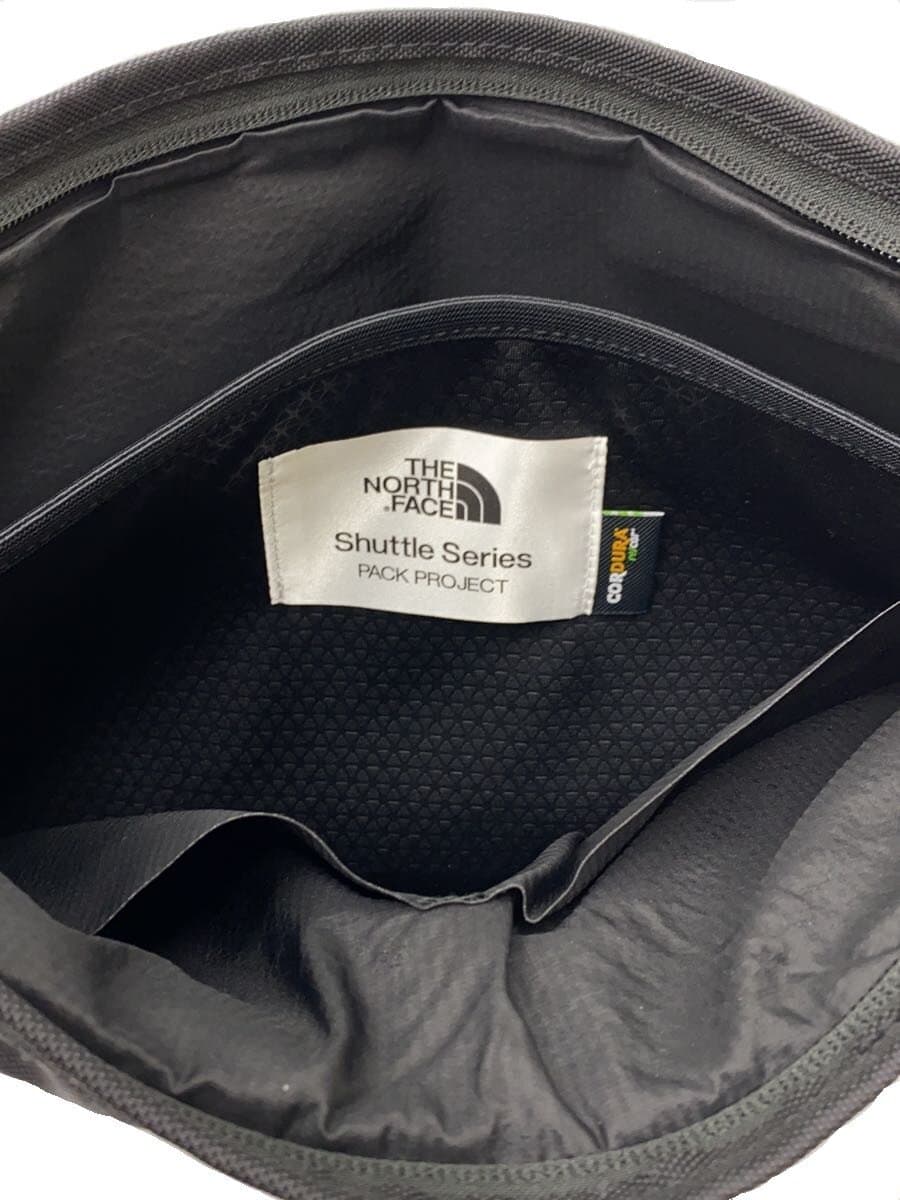 THE
NORTH
FACE
Shuttle Series
PACK PROJECT
CORDURA